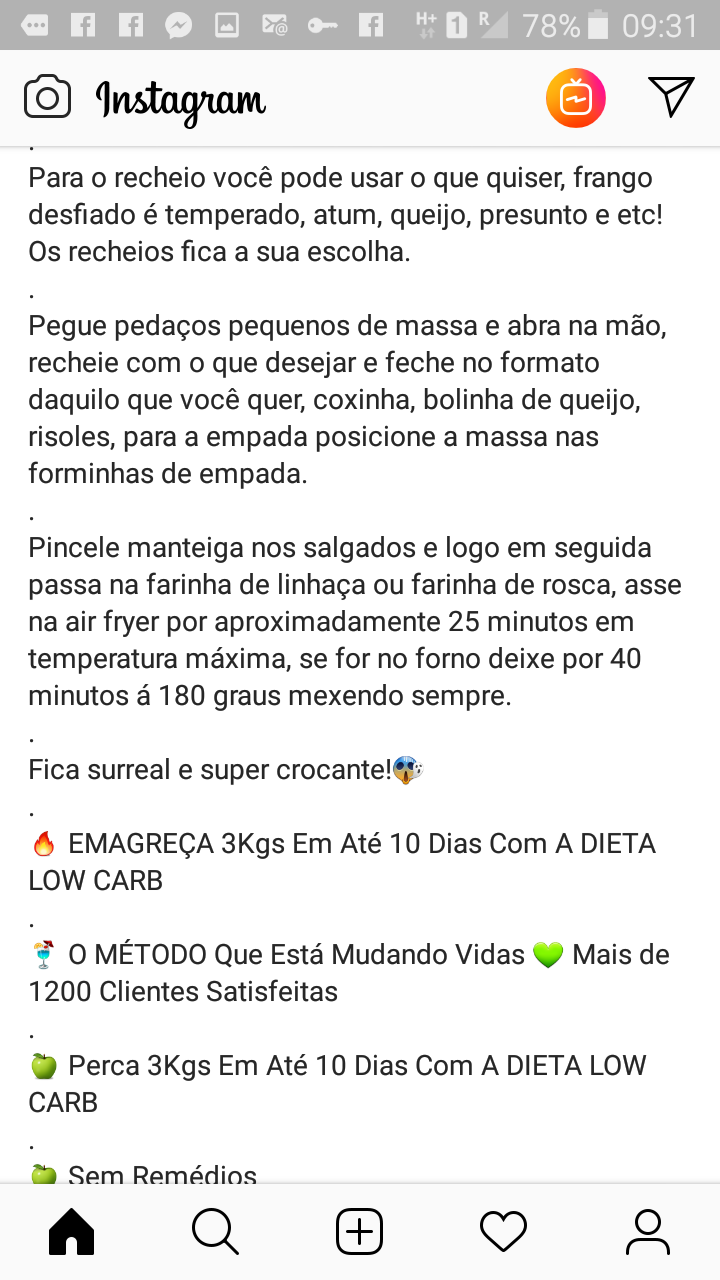 H+ 1 R 78% 09:31
Instagram
.
Para o recheio você pode usar o que quiser, frango
desfiado é temperado, atum, queijo, presunto e etc!
Os recheios fica a sua escolha.
.
Pegue pedaços pequenos de massa e abra na mão,
recheie com o que desejar e feche no formato
daquilo que você quer, coxinha, bolinha de queijo,
risoles, para a empada posicione a massa nas
forminhas de empada.
.
Pincele manteiga nos salgados e logo em seguida
passa na farinha de linhaça ou farinha de rosca, asse
na air fryer por aproximadamente 25 minutos em
temperatura máxima, se for no forno deixe por 40
minutos á 180 graus mexendo sempre.
.
Fica surreal e super crocante!😱
.
🔥 EMAGREÇA 3Kgs Em Até 10 Dias Com A DIETA
LOW CARB
.
🍹 O MÉTODO Que Está Mudando Vidas 💚 Mais de
1200 Clientes Satisfeitas
.
🍏 Perca 3Kgs Em Até 10 Dias Com A DIETA LOW
CARB
.
🍏 Sem Remédios